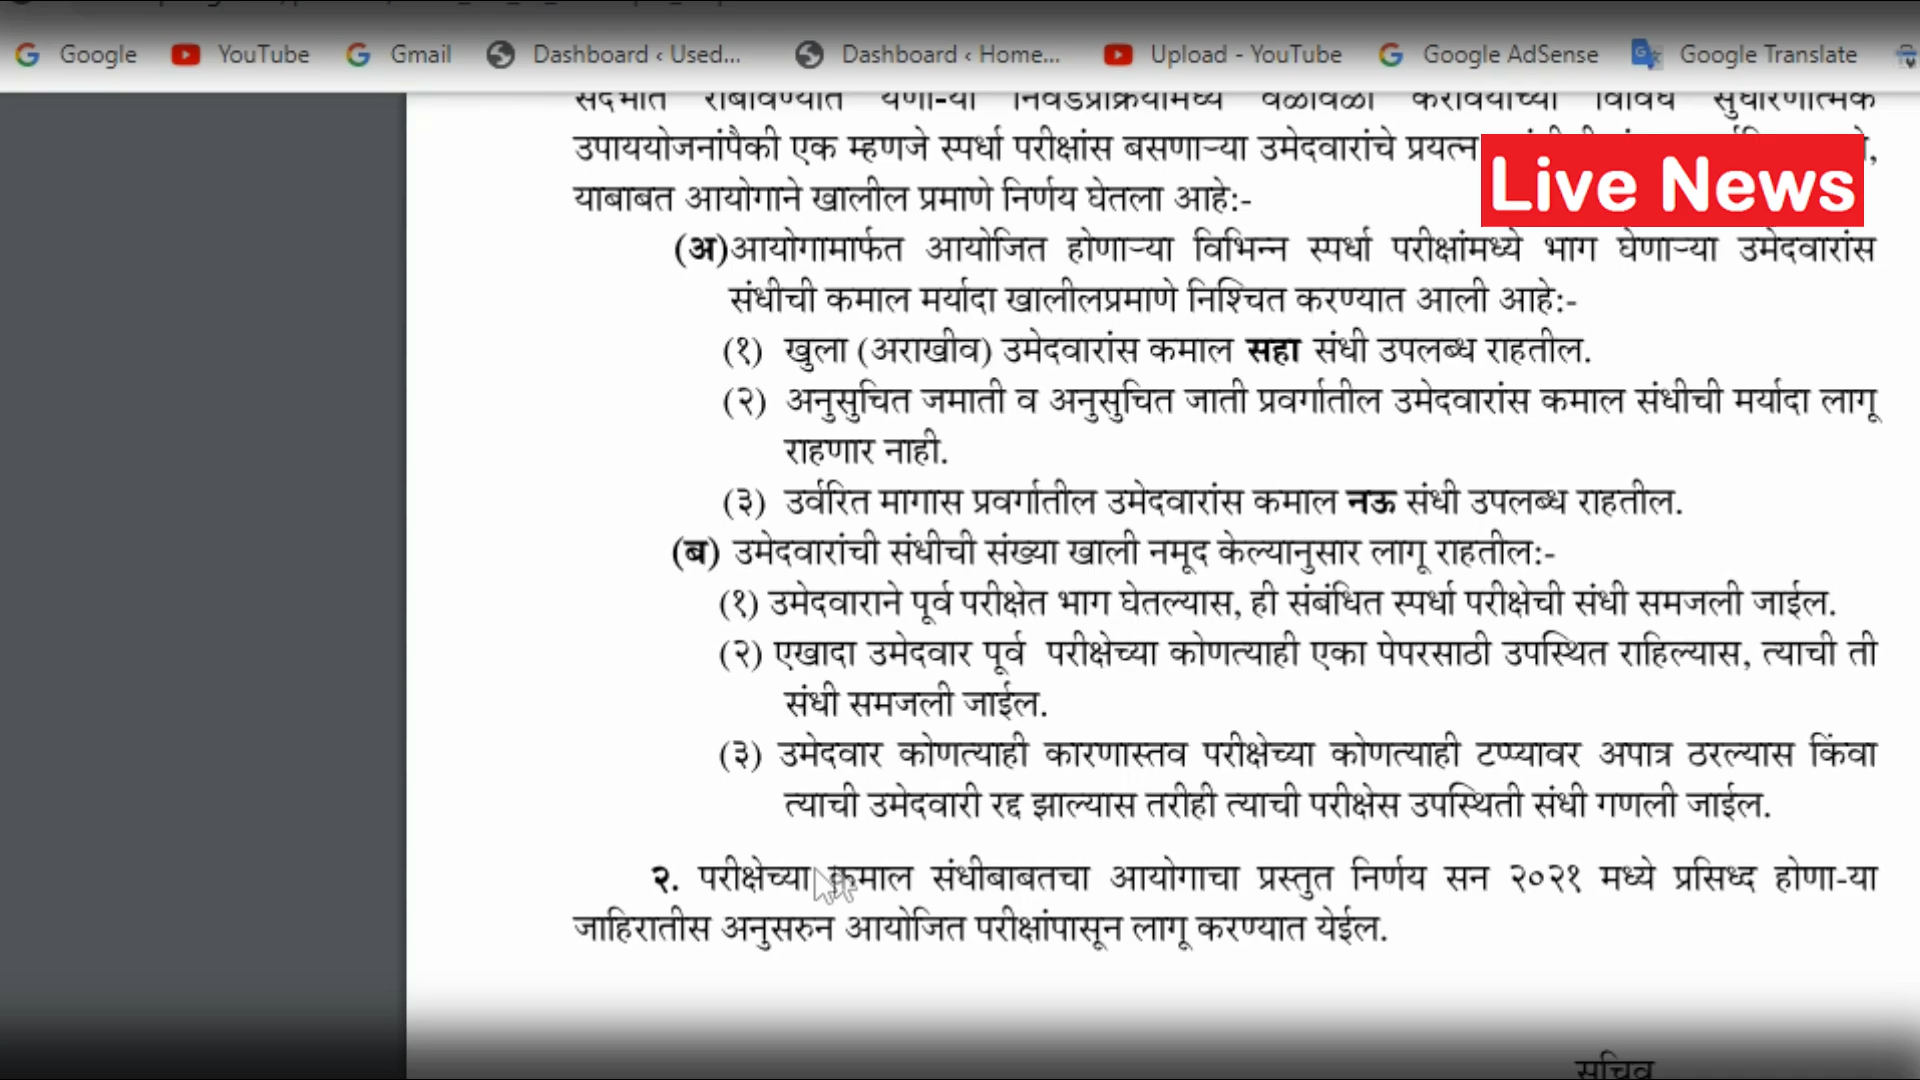 Google YouTube Gmail Dashboard ‹ Used... Dashboard ‹ Home... Upload - YouTube Google AdSense Google Translate
उपाययोजनांपैकी एक म्हणजे स्पर्धा परीक्षांस बसणाऱ्या उमेदवारांचे प्रयत्न
Live News
याबाबत आयोगाने खालील प्रमाणे निर्णय घेतला आहे:-
(अ)आयोगामार्फत आयोजित होणाऱ्या विभिन्न स्पर्धा परीक्षांमध्ये भाग घेणाऱ्या उमेदवारांस
संधीची कमाल मर्यादा खालीलप्रमाणे निश्चित करण्यात आली आहे:-
(१) खुला (अराखीव) उमेदवारांस कमाल सहा संधी उपलब्ध राहतील.
(२) अनुसुचित जमाती व अनुसुचित जाती प्रवर्गातील उमेदवारांस कमाल संधीची मर्यादा लागू
राहणार नाही.
(३) उर्वरित मागास प्रवर्गातील उमेदवारांस कमाल नऊ संधी उपलब्ध राहतील.
(ब) उमेदवारांची संधीची संख्या खाली नमूद केल्यानुसार लागू राहतील:-
(१) उमेदवाराने पूर्व परीक्षेत भाग घेतल्यास, ही संबंधित स्पर्धा परीक्षेची संधी समजली जाईल.
(२) एखादा उमेदवार पूर्व परीक्षेच्या कोणत्याही एका पेपरसाठी उपस्थित राहिल्यास, त्याची ती
संधी समजली जाईल.
(३) उमेदवार कोणत्याही कारणास्तव परीक्षेच्या कोणत्याही टप्प्यावर अपात्र ठरल्यास किंवा
त्याची उमेदवारी रद्द झाल्यास तरीही त्याची परीक्षेस उपस्थिती संधी गणली जाईल.
२. परीक्षेच्या कमाल संधीबाबतचा आयोगाचा प्रस्तुत निर्णय सन २०२१ मध्ये प्रसिध्द होणा-या
जाहिरातीस अनुसरुन आयोजित परीक्षांपासून लागू करण्यात येईल.
सचिव